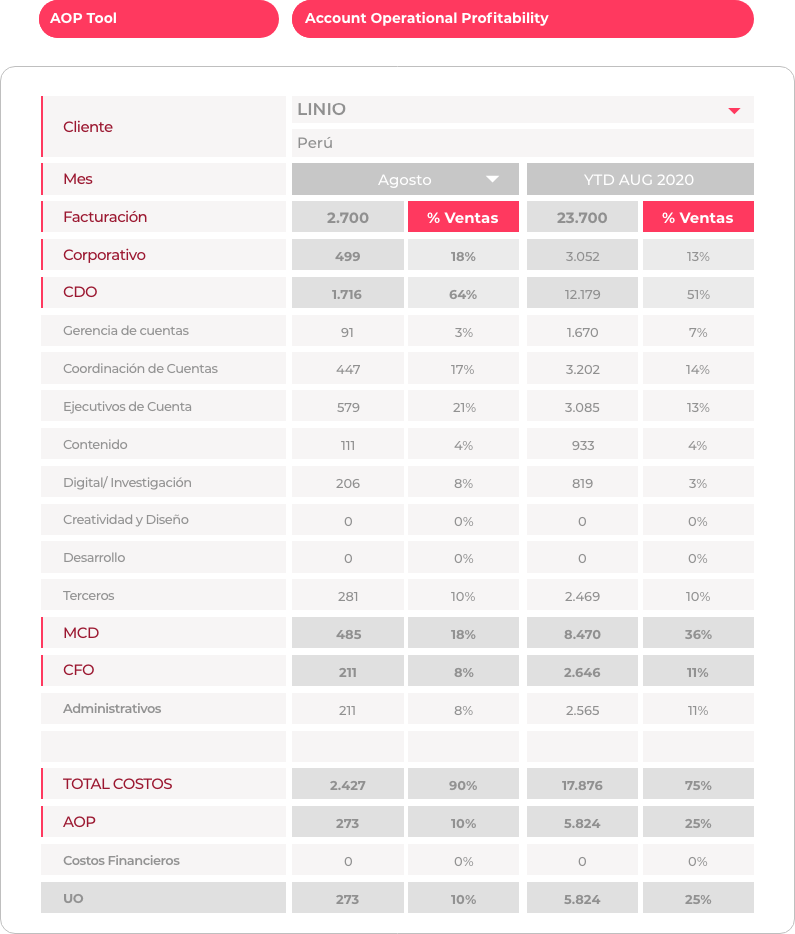 AOP Tool Account Operational Profitability
Cliente LINIO
Perú
Mes Agosto YTD AUG 2020
Facturación 2.700 % Ventas 23.700 % Ventas
Corporativo 499 18% 3.052 13%
CDO 1.716 64% 12.179 51%
Gerencia de cuentas 91 3% 1.670 7%
Coordinación de Cuentas 447 17% 3.202 14%
Ejecutivos de Cuenta 579 21% 3.085 13%
Contenido 111 4% 933 4%
Digital/ Investigación 206 8% 819 3%
Creatividad y Diseño 0 0% 0 0%
Desarrollo 0 0% 0 0%
Terceros 281 10% 2.469 10%
MCD 485 18% 8.470 36%
CFO 211 8% 2.646 11%
Administrativos 211 8% 2.565 11%
TOTAL COSTOS 2.427 90% 17.876 75%
AOP 273 10% 5.824 25%
Costos Financieros 0 0% 0 0%
UO 273 10% 5.824 25%